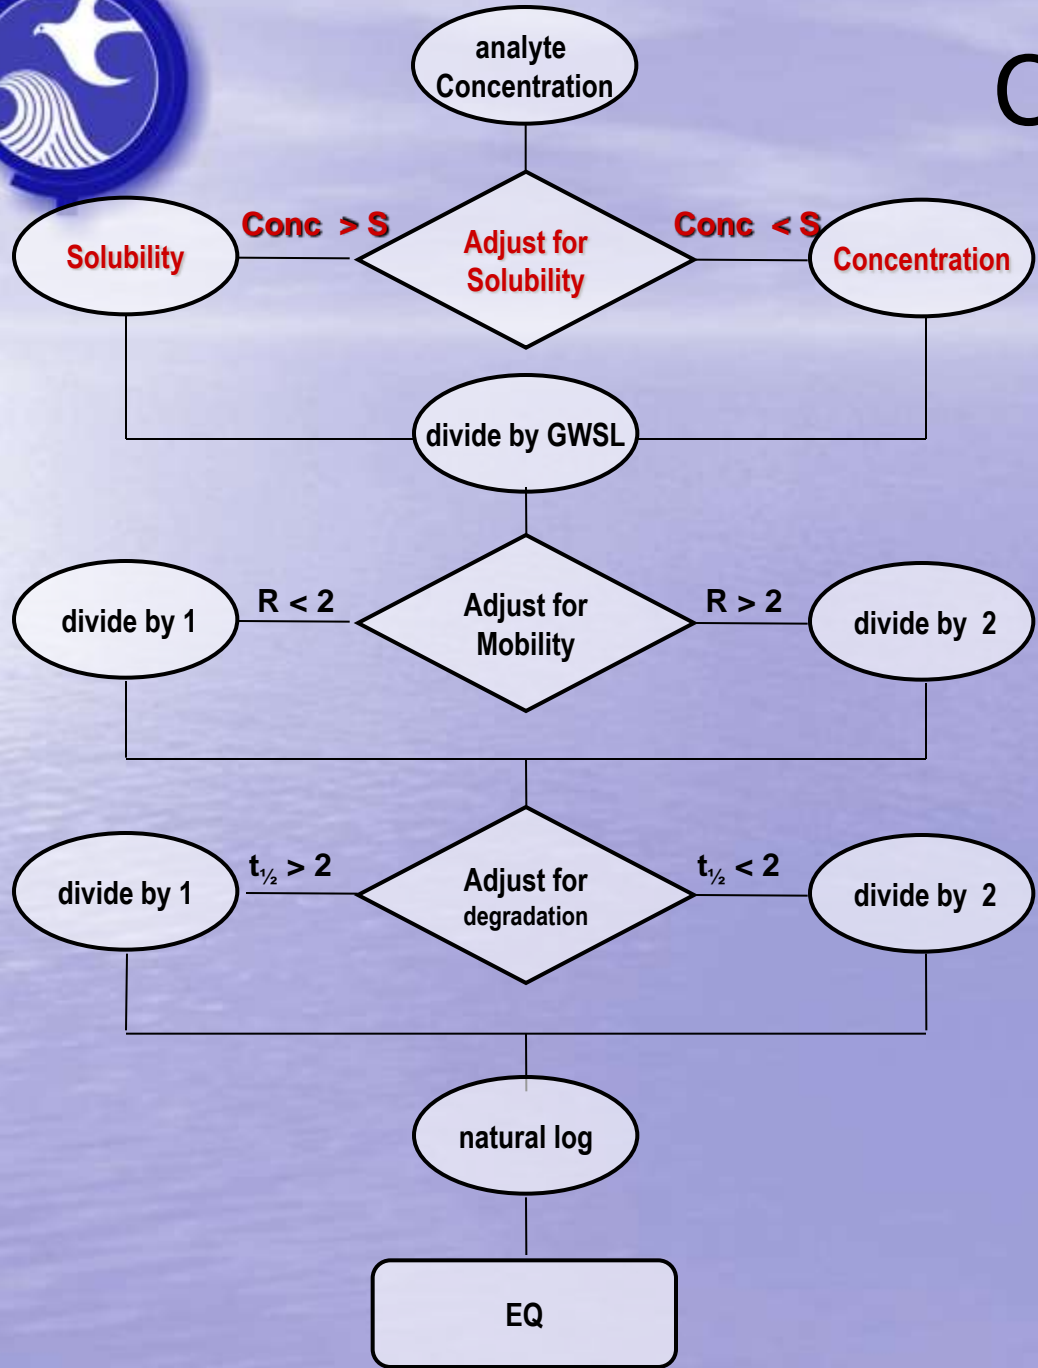 analyte
Concentration
C
Conc > S
Conc < S
Solubility
Adjust for
Solubility
Concentration
divide by GWSL
R < 2
R > 2
divide by 1
Adjust for
Mobility
divide by 2
t½ > 2
t½ < 2
divide by 1
Adjust for
degradation
divide by 2
natural log
EQ